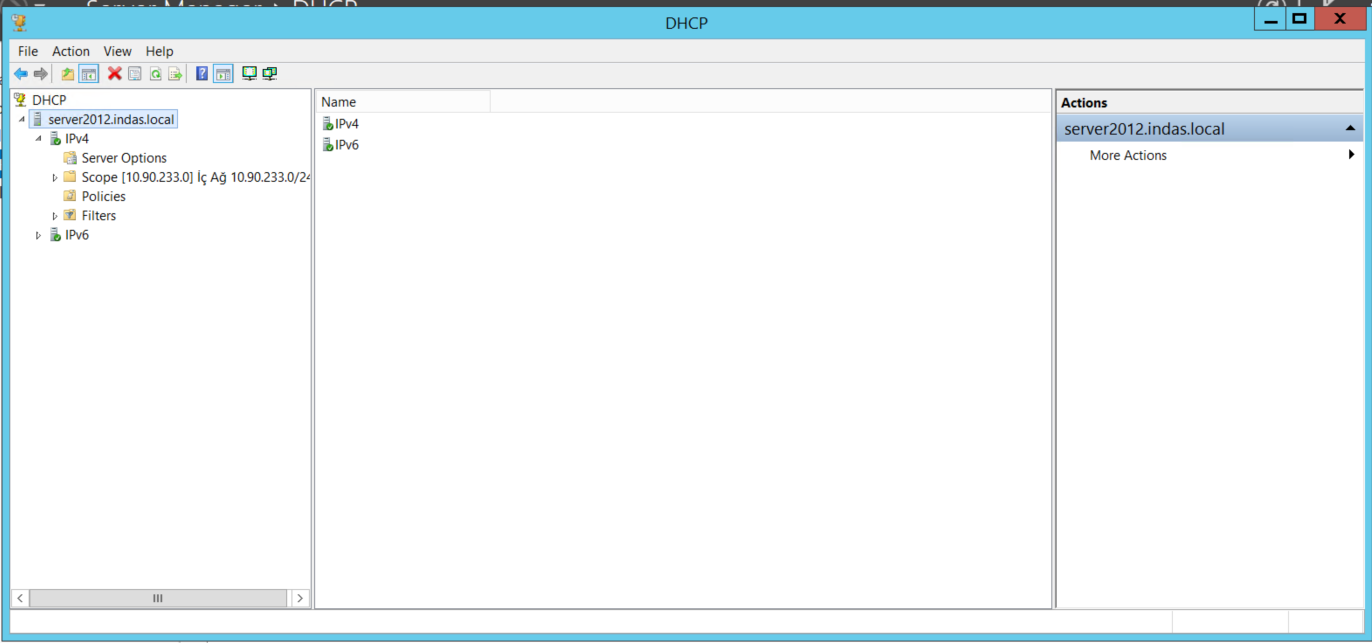 DHCP
File Action View Help
DHCP
server2012.indas.local
IPv4
Server Options
Scope [10.90.233.0] İç Ağ 10.90.233.0/24
Policies
Filters
IPv6
Name
IPv4
IPv6
Actions
server2012.indas.local
More Actions